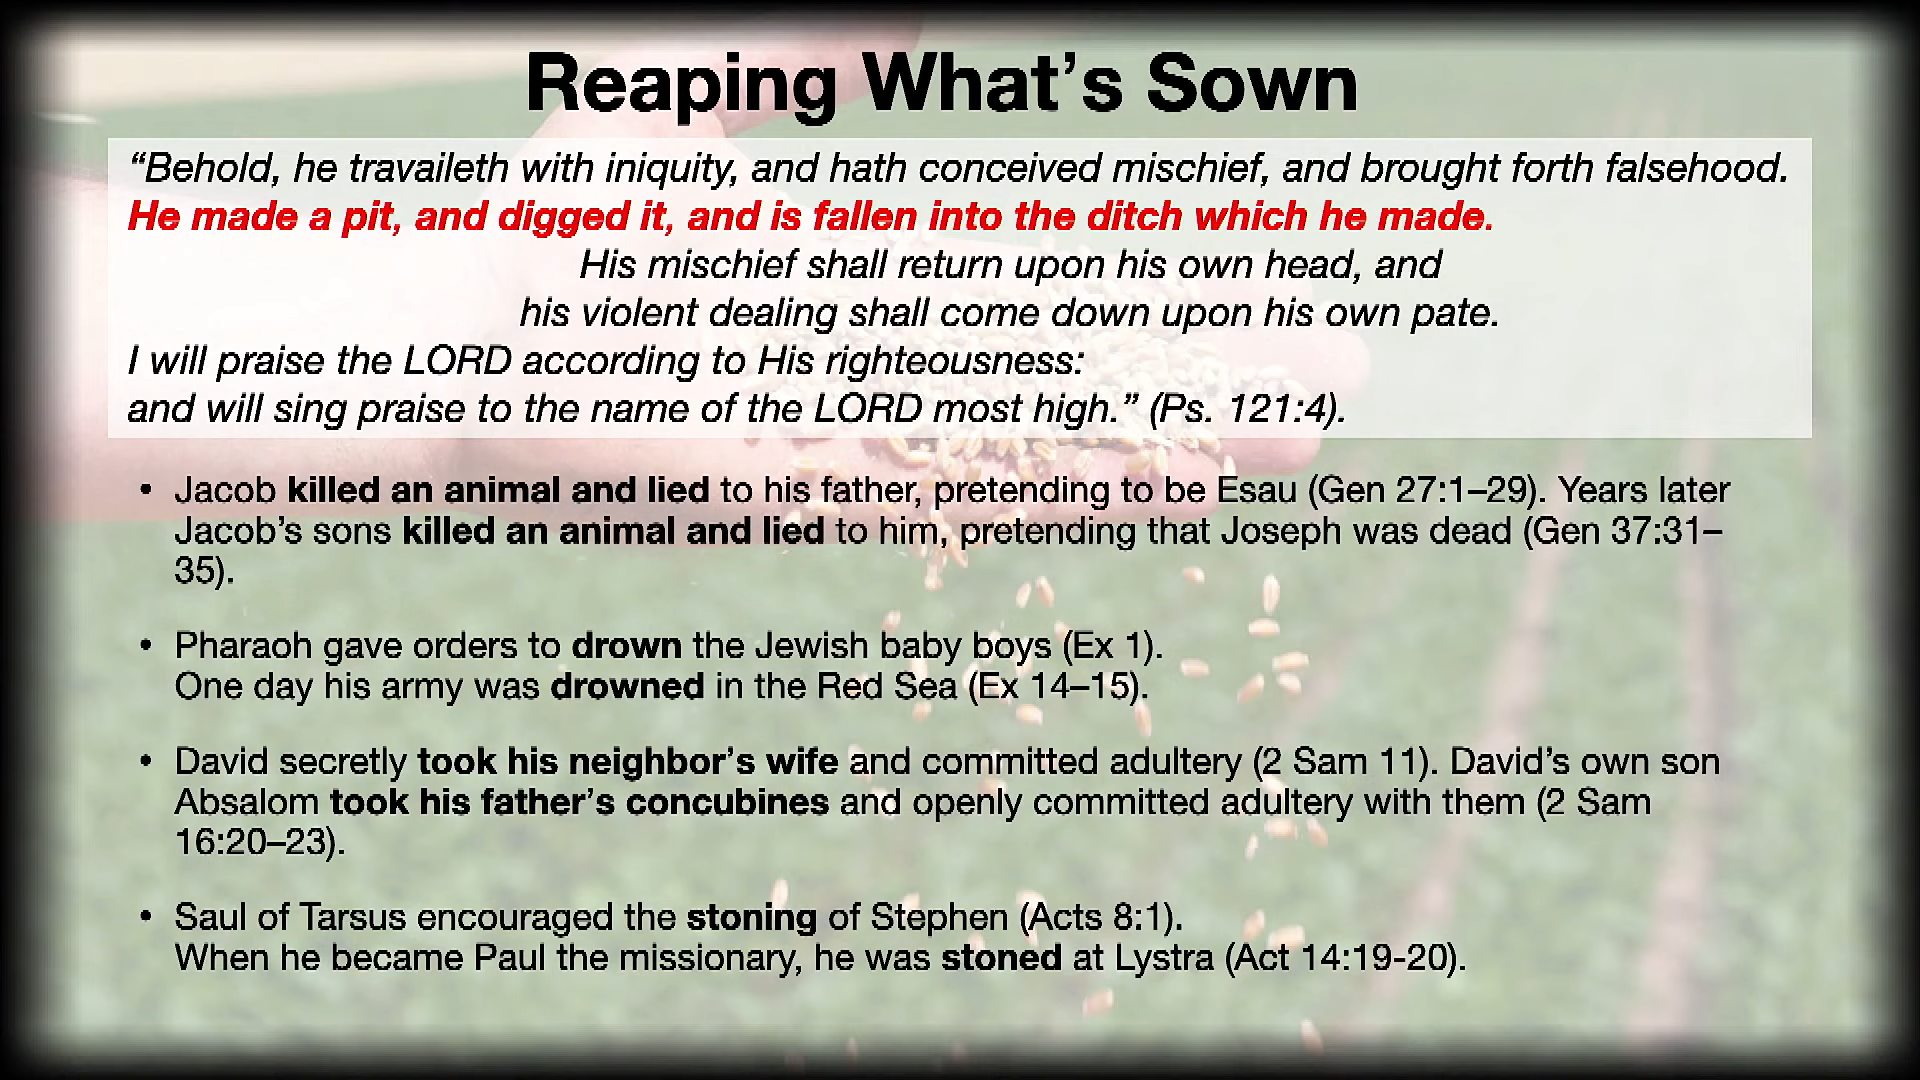 Reaping What’s Sown
“Behold, he travaileth with iniquity, and hath conceived mischief, and brought forth falsehood.
He made a pit, and digged it, and is fallen into the ditch which he made.
His mischief shall return upon his own head, and
his violent dealing shall come down upon his own pate.
I will praise the LORD according to His righteousness:
and will sing praise to the name of the LORD most high.” (Ps. 121:4).
• Jacob killed an animal and lied to his father, pretending to be Esau (Gen 27:1–29). Years later
Jacob’s sons killed an animal and lied to him, pretending that Joseph was dead (Gen 37:31–
35).
• Pharaoh gave orders to drown the Jewish baby boys (Ex 1).
One day his army was drowned in the Red Sea (Ex 14–15).
• David secretly took his neighbor’s wife and committed adultery (2 Sam 11). David’s own son
Absalom took his father’s concubines and openly committed adultery with them (2 Sam
16:20–23).
• Saul of Tarsus encouraged the stoning of Stephen (Acts 8:1).
When he became Paul the missionary, he was stoned at Lystra (Act 14:19-20).